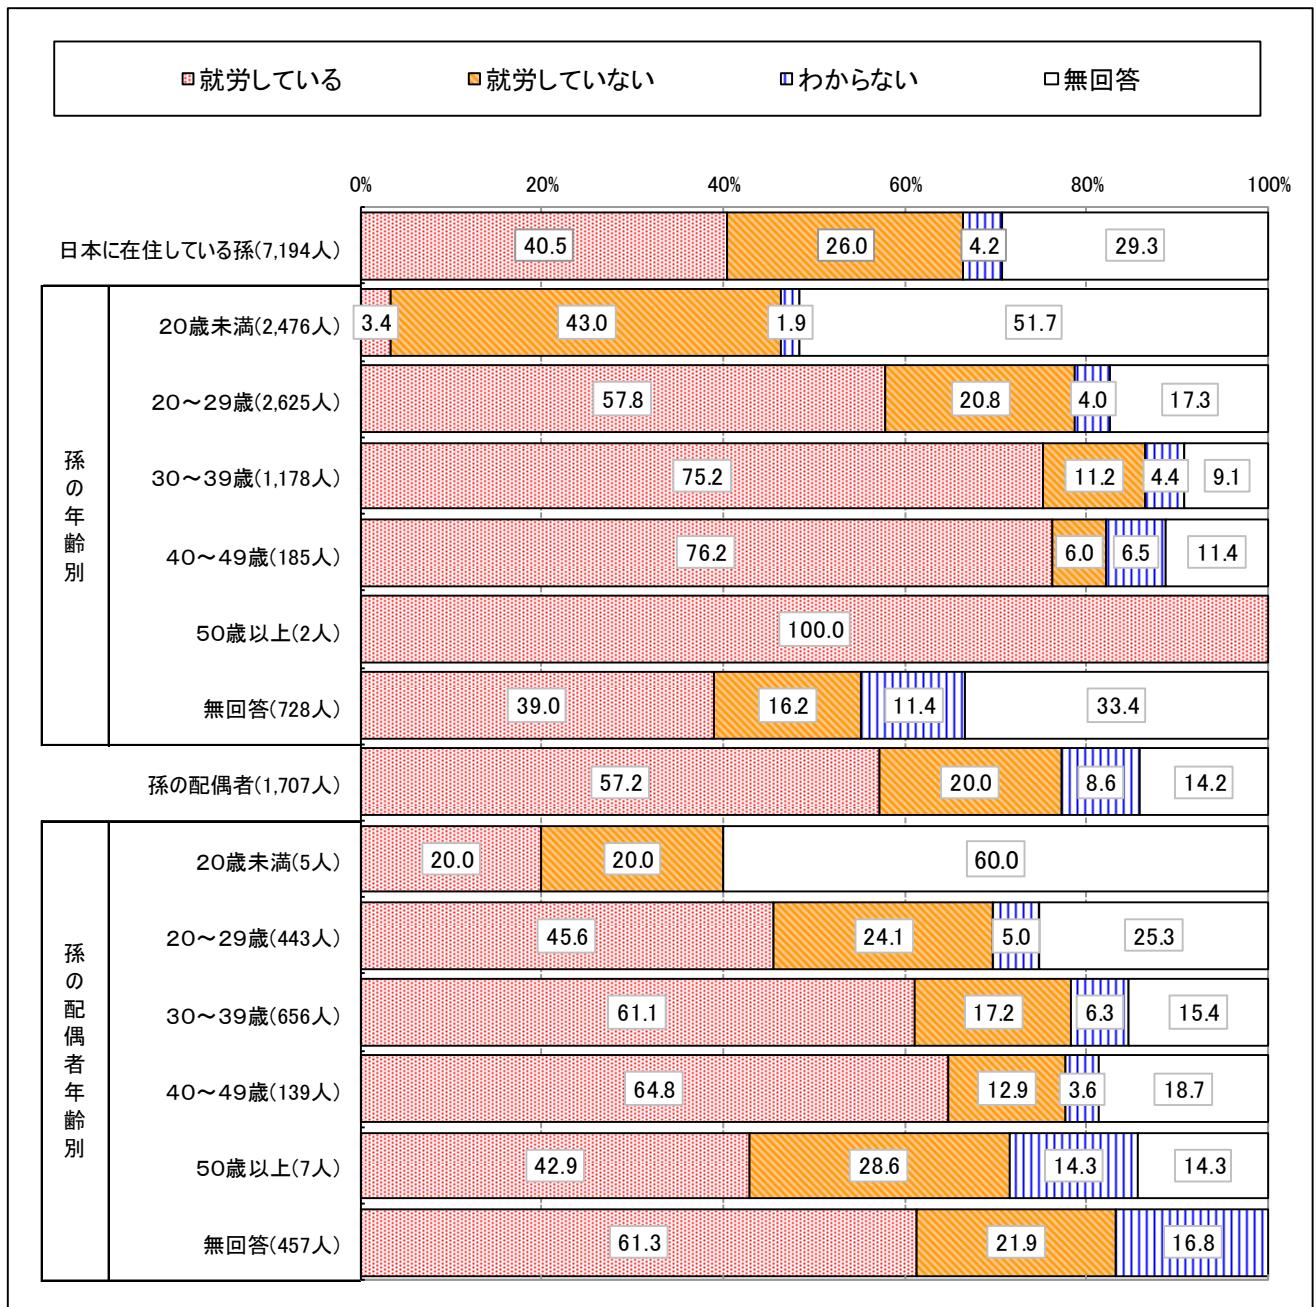 就労している 就労していない わからない 無回答
0% 20% 40% 60% 80% 100%
日本に在住している孫(7,194人) 40.5 26.0 4.2 29.3
孫の年齢別
20歳未満(2,476人) 3.4 43.0 1.9 51.7
20～29歳(2,625人) 57.8 20.8 4.0 17.3
30～39歳(1,178人) 75.2 11.2 4.4 9.1
40～49歳(185人) 76.2 6.0 6.5 11.4
50歳以上(2人) 100.0
無回答(728人) 39.0 16.2 11.4 33.4
孫の配偶者(1,707人) 57.2 20.0 8.6 14.2
孫の配偶者年齢別
20歳未満(5人) 20.0 20.0 60.0
20～29歳(443人) 45.6 24.1 5.0 25.3
30～39歳(656人) 61.1 17.2 6.3 15.4
40～49歳(139人) 64.8 12.9 3.6 18.7
50歳以上(7人) 42.9 28.6 14.3 14.3
無回答(457人) 61.3 21.9 16.8